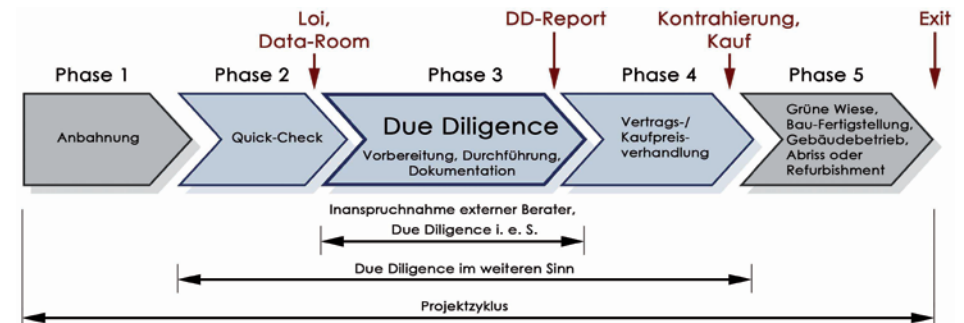 Loi,
Data-Room
DD-Report
Kontrahierung,
Kauf
Exit
Phase 1
Phase 2
Phase 3
Phase 4
Phase 5
Anbahnung
Quick-Check
Due Diligence
Vorbereitung, Durchführung,
Dokumentation
Vertrags-/
Kaufpreis-
verhandlung
Grüne Wiese,
Bau-Fertigstellung,
Gebäudebetrieb,
Abriss oder
Refurbishment
Inanspruchnahme externer Berater,
Due Diligence i. e. S.
Due Diligence im weiteren Sinn
Projektzyklus